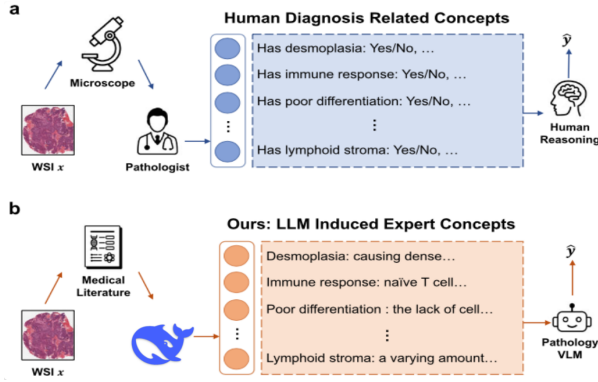 a
Human Diagnosis Related Concepts
Microscope
WSI x
Pathologist
Has desmoplasia: Yes/No, …
Has immune response: Yes/No, …
Has poor differentiation: Yes/No, …
Has lymphoid stroma: Yes/No, …
ŷ
Human
Reasoning
b
Ours: LLM Induced Expert Concepts
Medical
Literature
WSI x
Desmoplasia: causing dense…
Immune response: naïve T cell…
Poor differentiation : the lack of cell…
Lymphoid stroma: a varying amount…
ŷ
Pathology
VLM